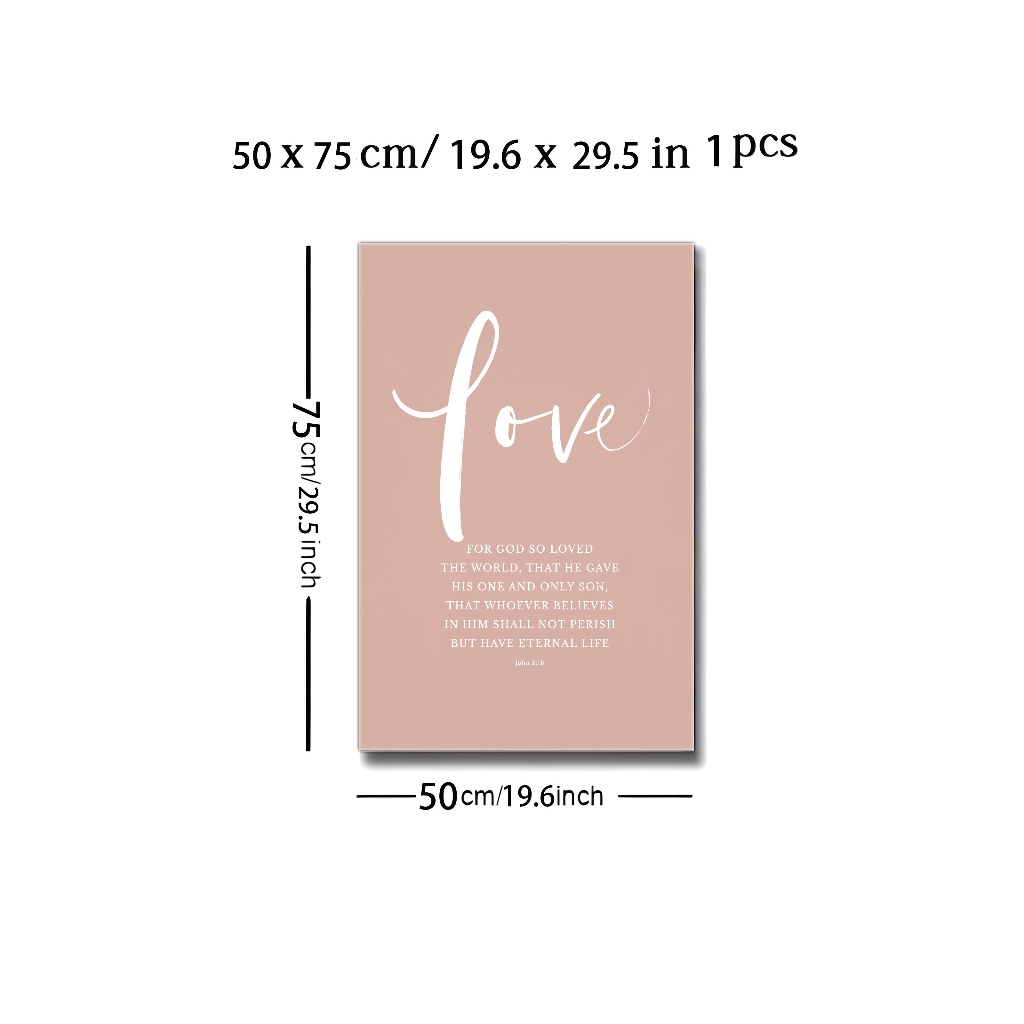 50 x 75 cm/ 19.6 x 29.5 in 1 pcs
75cm/29.5inch
love
FOR GOD SO LOVED
THE WORLD, THAT HE GAVE
HIS ONE AND ONLY SON,
THAT WHOEVER BELIEVES
IN HIM SHALL NOT PERISH
BUT HAVE ETERNAL LIFE
John 3:16
50cm/19.6inch